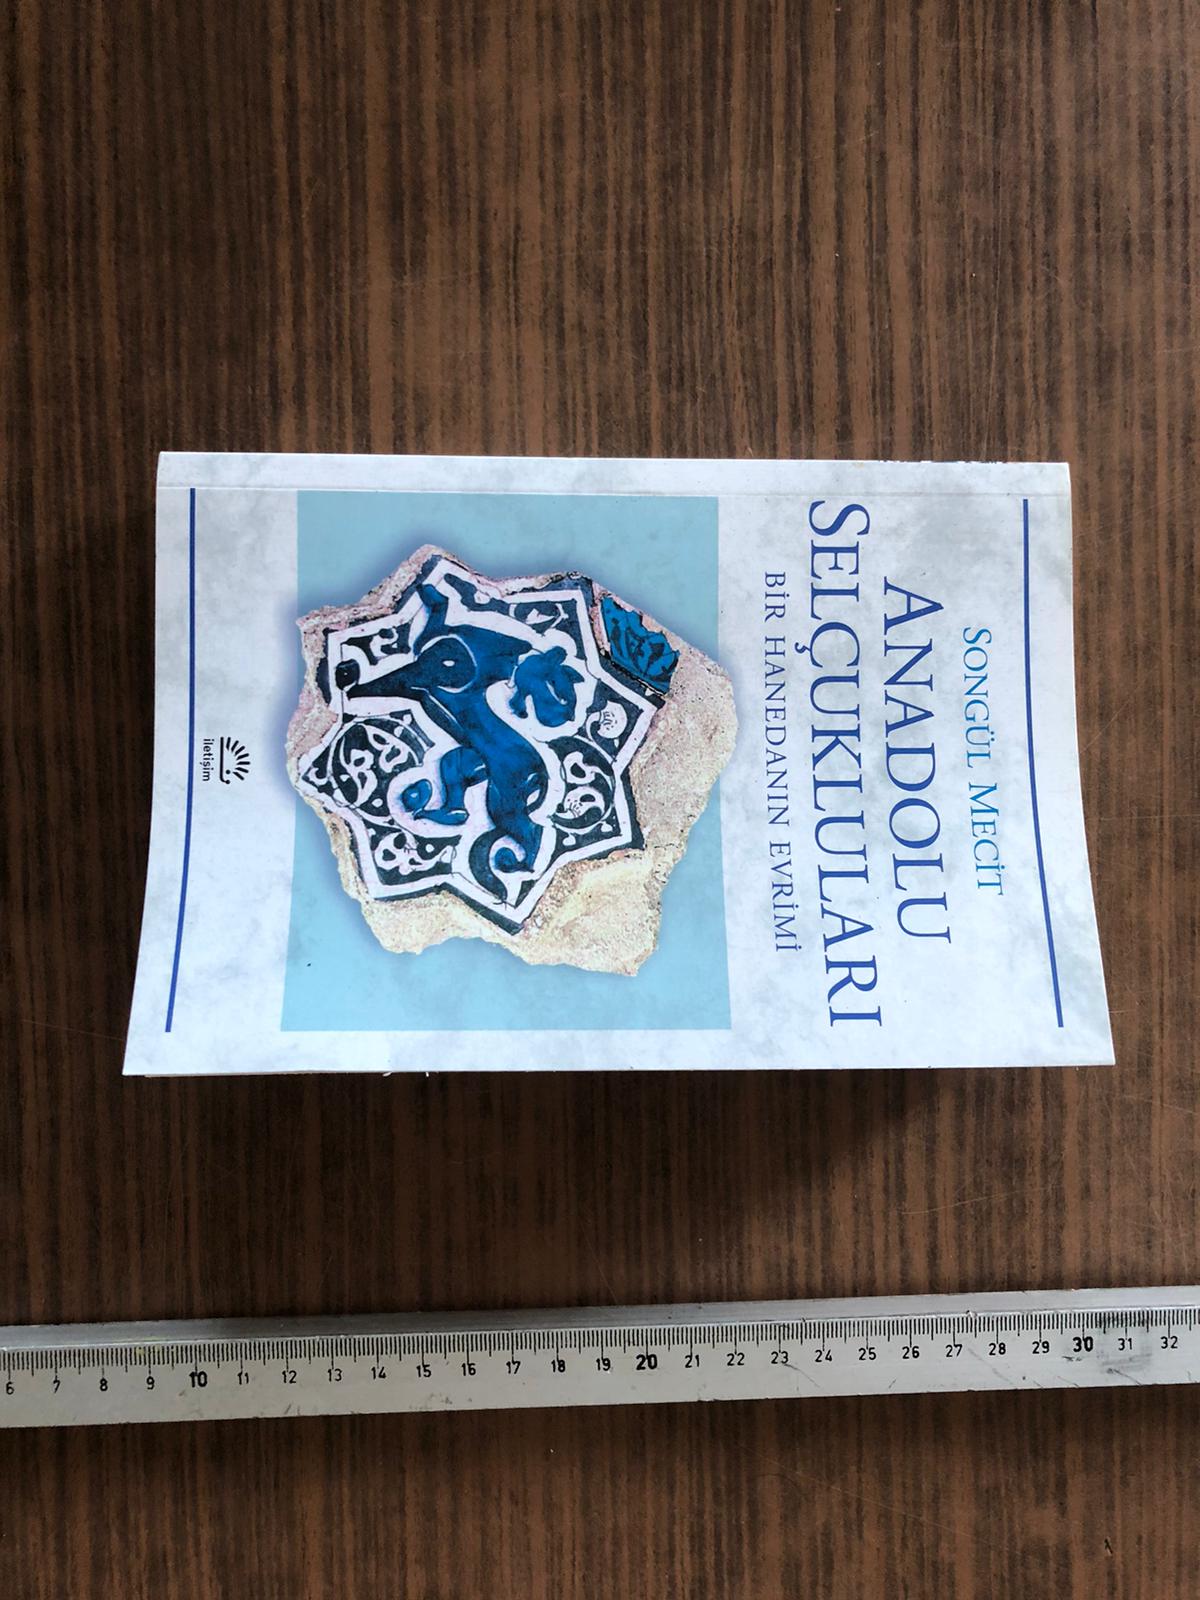 SONGÜL MECİT
ANADOLU
SELÇUKLULARI
BİR HANEDANIN EVRİMİ
iletişim
6 7 8 9 10 11 12 13 14 15 16 17 18 19 20 21 22 23 24 25 26 27 28 29 30 31 32